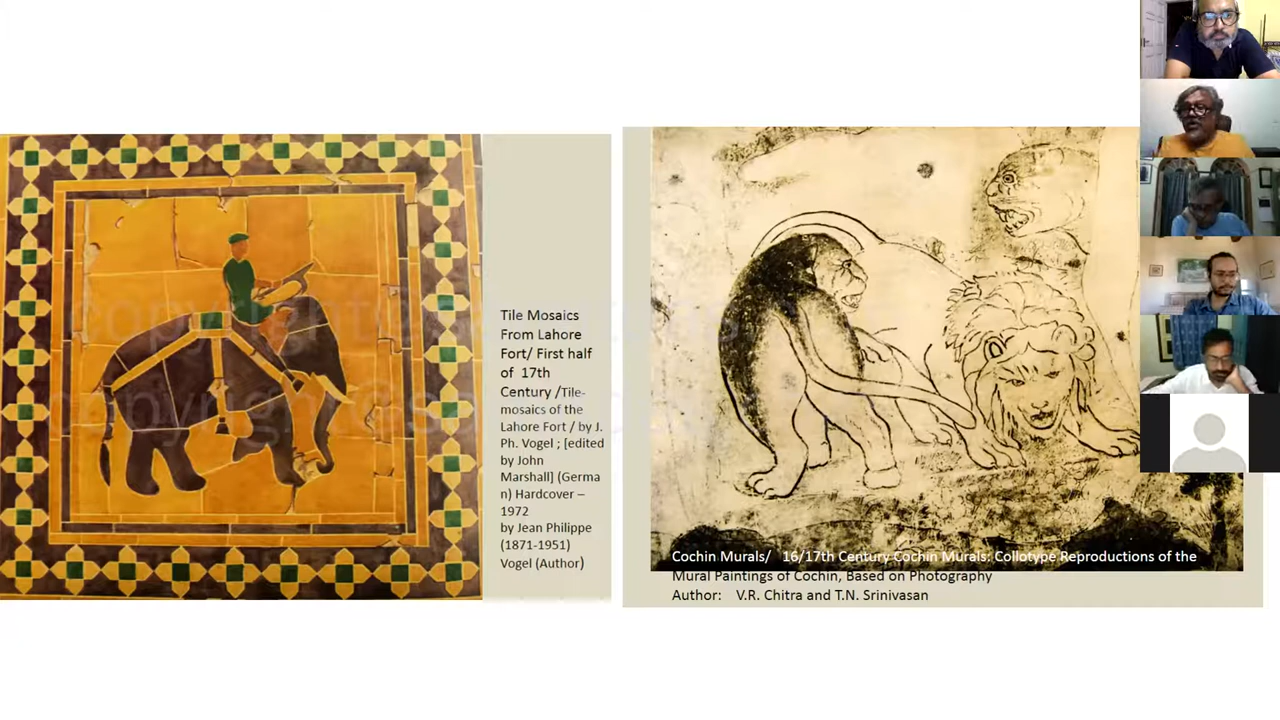 Tile Mosaics
From Lahore
Fort/ First half
of 17th
Century /Tile-
mosaics of the
Lahore Fort / by J.
Ph. Vogel ; [edited
by John
Marshall] (Germa
n) Hardcover –
1972
by Jean Philippe
(1871-1951)
Vogel (Author)
Cochin Murals/ 16/17th Century Cochin Murals: Collotype Reproductions of the
Mural Paintings of Cochin, Based on Photography
Author: V.R. Chitra and T.N. Srinivasan